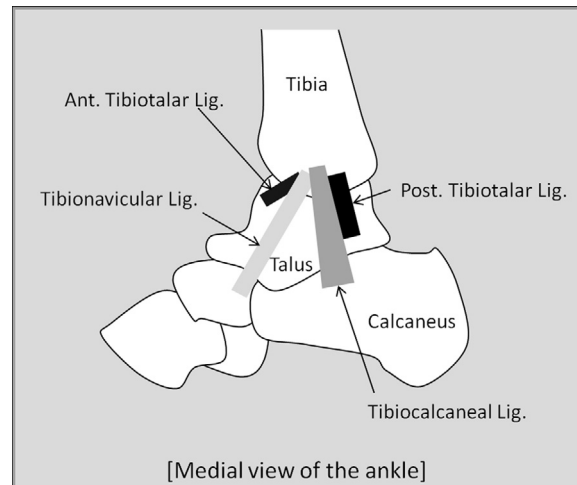 Tibia
Ant. Tibiotalar Lig.
Tibionavicular Lig.
Post. Tibiotalar Lig.
Talus
Calcaneus
Tibiocalcaneal Lig.
[Medial view of the ankle]